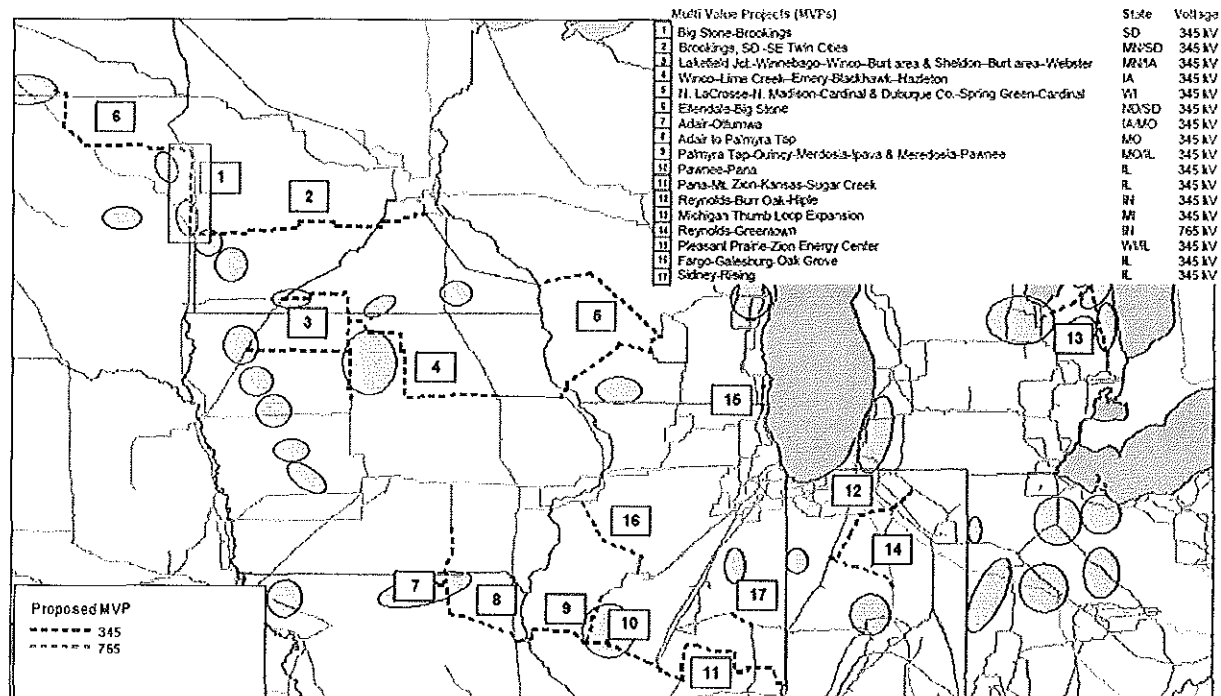 Multi Value Projects (MVPs) State Voltage
1 Big Stone-Brookings SD 345 kV
2 Brookings, SD -SE Twin Cities MN/SD 345 kV
3 Lakefield Jct.-Winnebago-Winco-Burt area & Sheldon-Burt area-Webster MN/IA 345 kV
4 Winco-Lime Creek-Emery-Blackhawk-Hazleton IA 345 kV
5 N. LaCrosse-N. Madison-Cardinal & Dubuque Co.-Spring Green-Cardinal WI 345 kV
6 Ellendale-Big Stone ND/SD 345 kV
7 Adair-Ottumwa IA/MO 345 kV
8 Adair to Palmyra Tap MO 345 kV
9 Palmyra Tap-Quincy-Merdosia-Ipava & Meredosia-Pawnee MO/IL 345 kV
10 Pawnee-Pana IL 345 kV
11 Pana-Mt. Zion-Kansas-Sugar Creek IL 345 kV
12 Reynolds-Burr Oak-Hiple IN 345 kV
13 Michigan Thumb Loop Expansion MI 345 kV
14 Reynolds-Greentown IN 765 kV
15 Pleasant Prairie-Zion Energy Center WI/IL 345 kV
16 Fargo-Galesburg-Oak Grove IL 345 kV
17 Sidney-Rising IL 345 kV
6
1
2
3
5
13
4
15
12
16
14
7
8
9
10
17
11
Proposed MVP
345
765